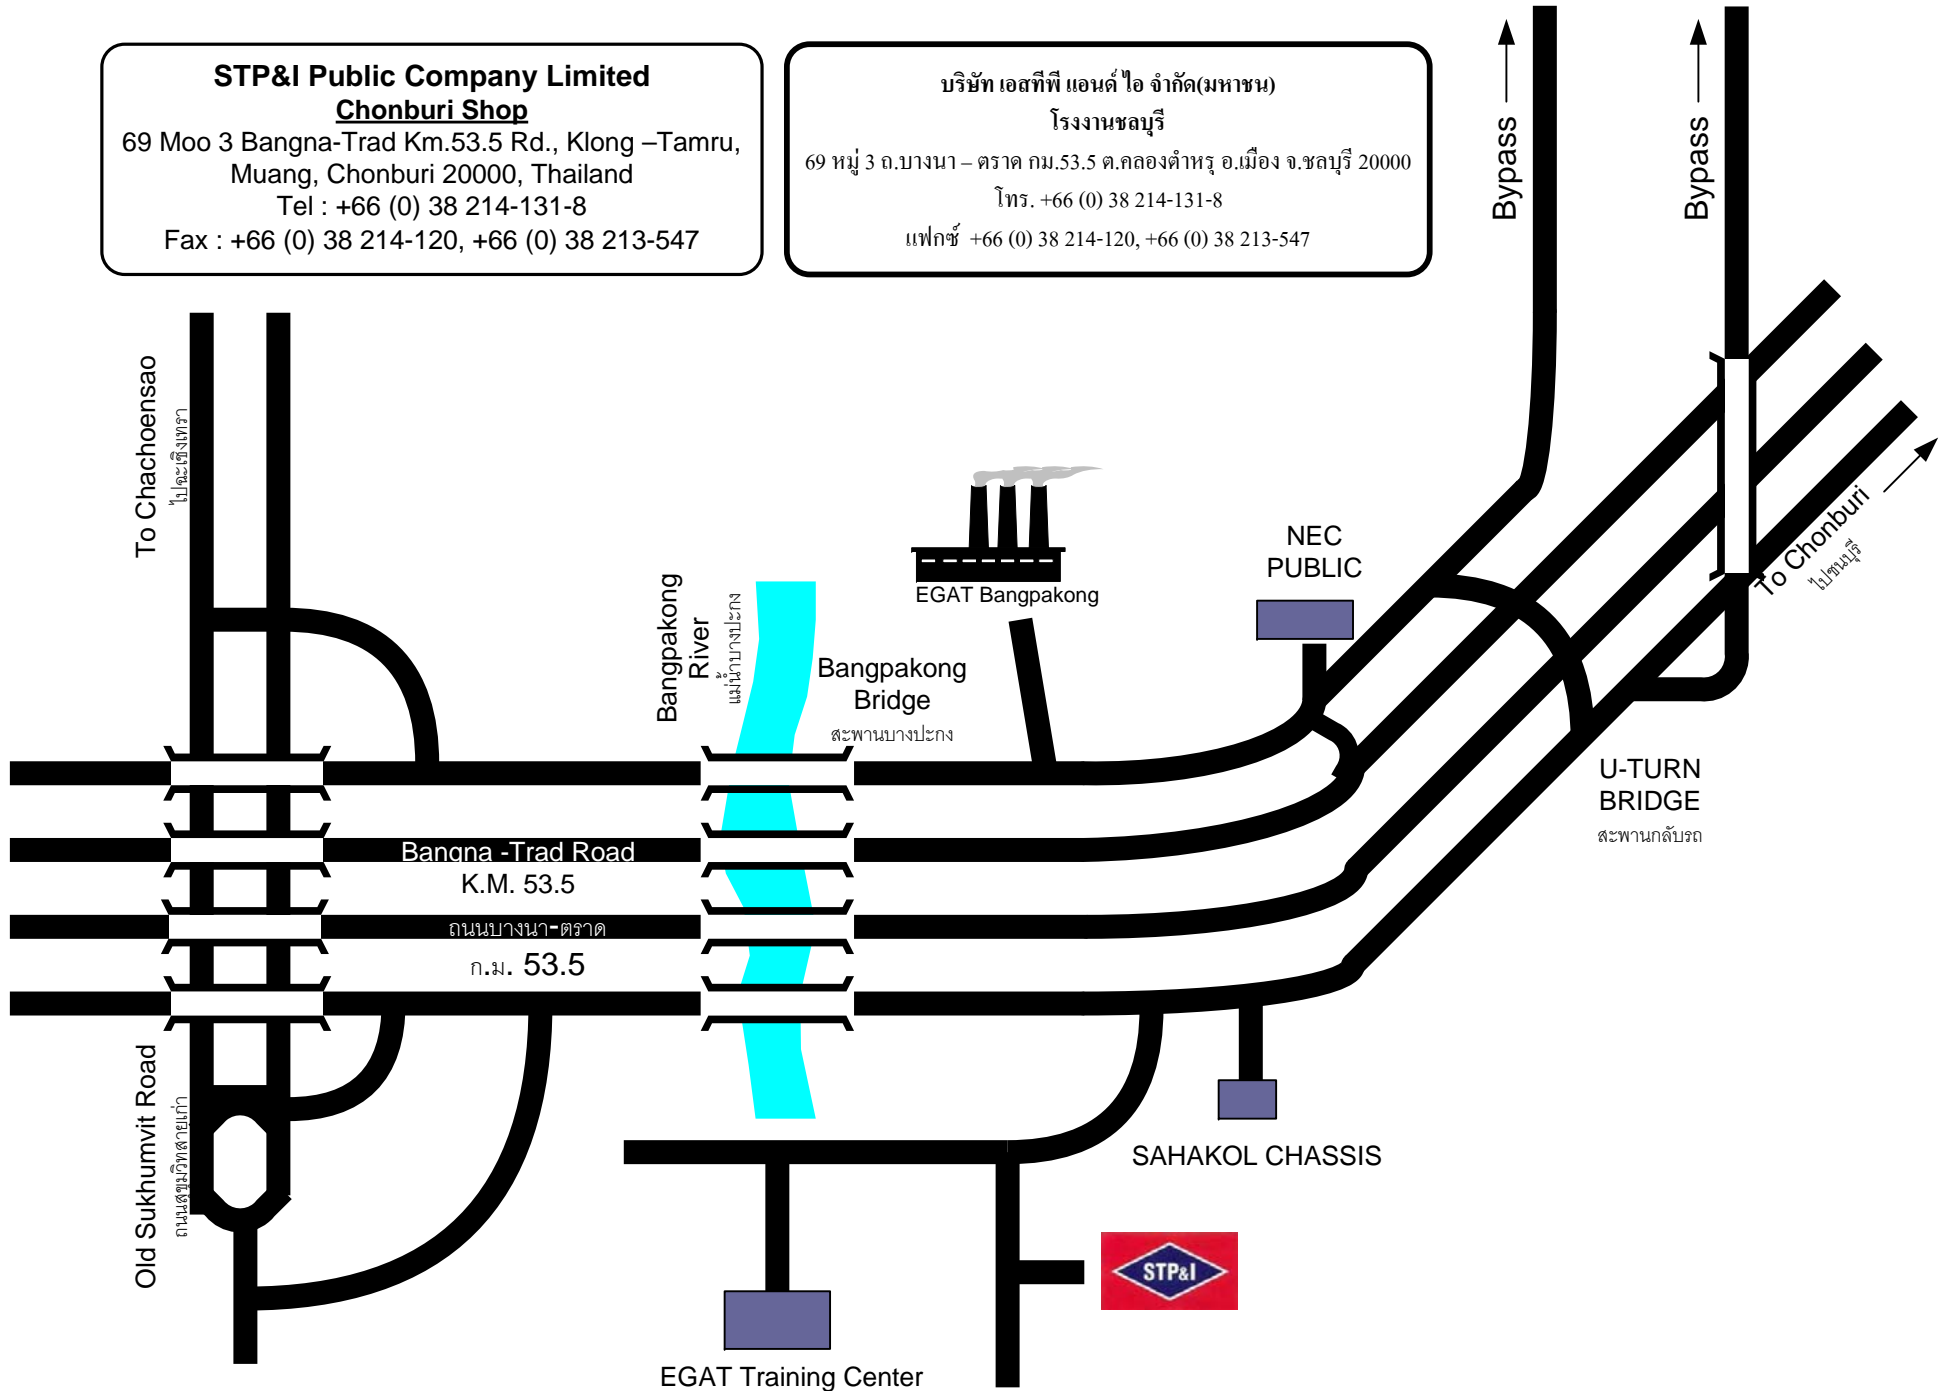 STP&I Public Company Limited
Chonburi Shop
69 Moo 3 Bangna-Trad Km.53.5 Rd., Klong –Tamru,
Muang, Chonburi 20000, Thailand
Tel : +66 (0) 38 214-131-8
Fax : +66 (0) 38 214-120, +66 (0) 38 213-547
บริษัท เอสทีพี แอนด์ ไอ จำกัด(มหาชน)
โรงงานชลบุรี
69 หมู่ 3 ถ.บางนา – ตราด กม.53.5 ต.คลองตำหรุ อ.เมือง จ.ชลบุรี 20000
โทร. +66 (0) 38 214-131-8
แฟกซ์ +66 (0) 38 214-120, +66 (0) 38 213-547
Bypass
Bypass
To Chachoensao
ไปฉะเชิงเทรา
Bangpakong
River
แม่น้ำบางปะกง
Bangpakong
Bridge
สะพานบางปะกง
EGAT Bangpakong
NEC
PUBLIC
To Chonburi
ไปชนบุรี
U-TURN
BRIDGE
สะพานกลับรถ
Bangna -Trad Road
K.M. 53.5
ถนนบางนา-ตราด
ก.ม. 53.5
Old Sukhumvit Road
ถนนสุขุมวิทสายเก่า
SAHAKOL CHASSIS
STP&I
EGAT Training Center